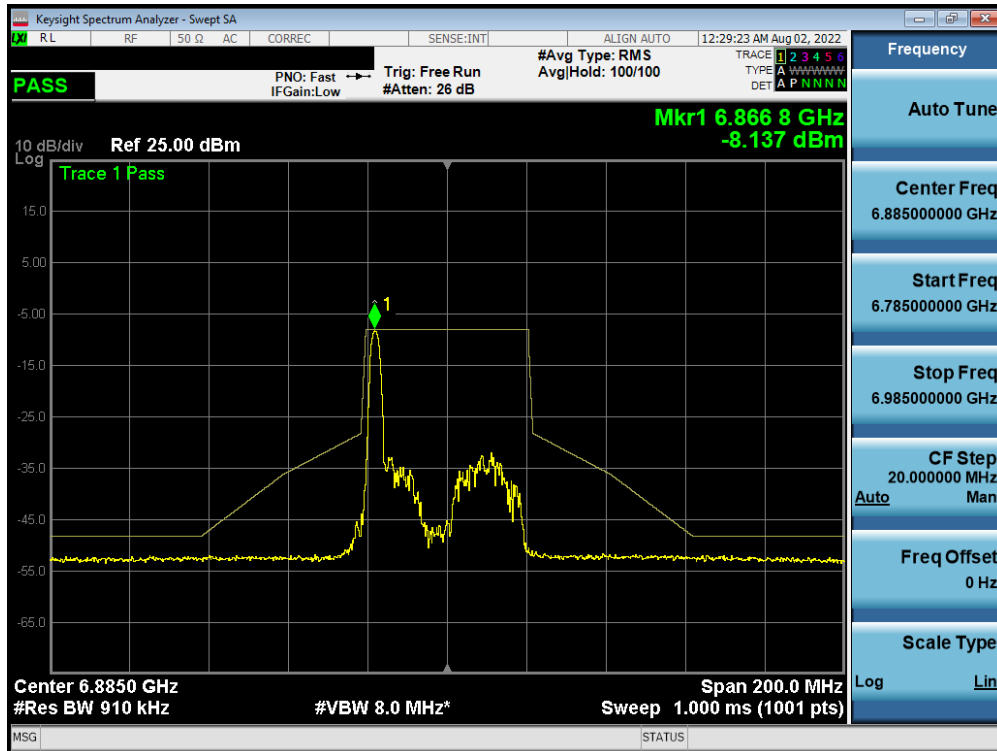 Keysight Spectrum Analyzer - Swept SA
LXI RL RF 50 Ω AC CORREC SENSE:INT ALIGN AUTO 12:29:23 AM Aug 02, 2022
PASS
PNO: Fast
IFGain:Low
Trig: Free Run
#Atten: 26 dB
#Avg Type: RMS
Avg|Hold: 100/100
TRACE 1 2 3 4 5 6
TYPE A WWWWW
DET A P N N N N
Mkr1 6.866 8 GHz
-8.137 dBm
10 dB/div Ref 25.00 dBm
Log
Trace 1 Pass
15.0
5.00
-5.00
-15.0
-25.0
-35.0
-45.0
-55.0
-65.0
1
Center 6.8850 GHz Span 200.0 MHz
#Res BW 910 kHz #VBW 8.0 MHz* Sweep 1.000 ms (1001 pts)
MSG STATUS
Frequency
Auto Tune
Center Freq
6.885000000 GHz
Start Freq
6.785000000 GHz
Stop Freq
6.985000000 GHz
CF Step
20.000000 MHz
Auto Man
Freq Offset
0 Hz
Scale Type
Log Lin